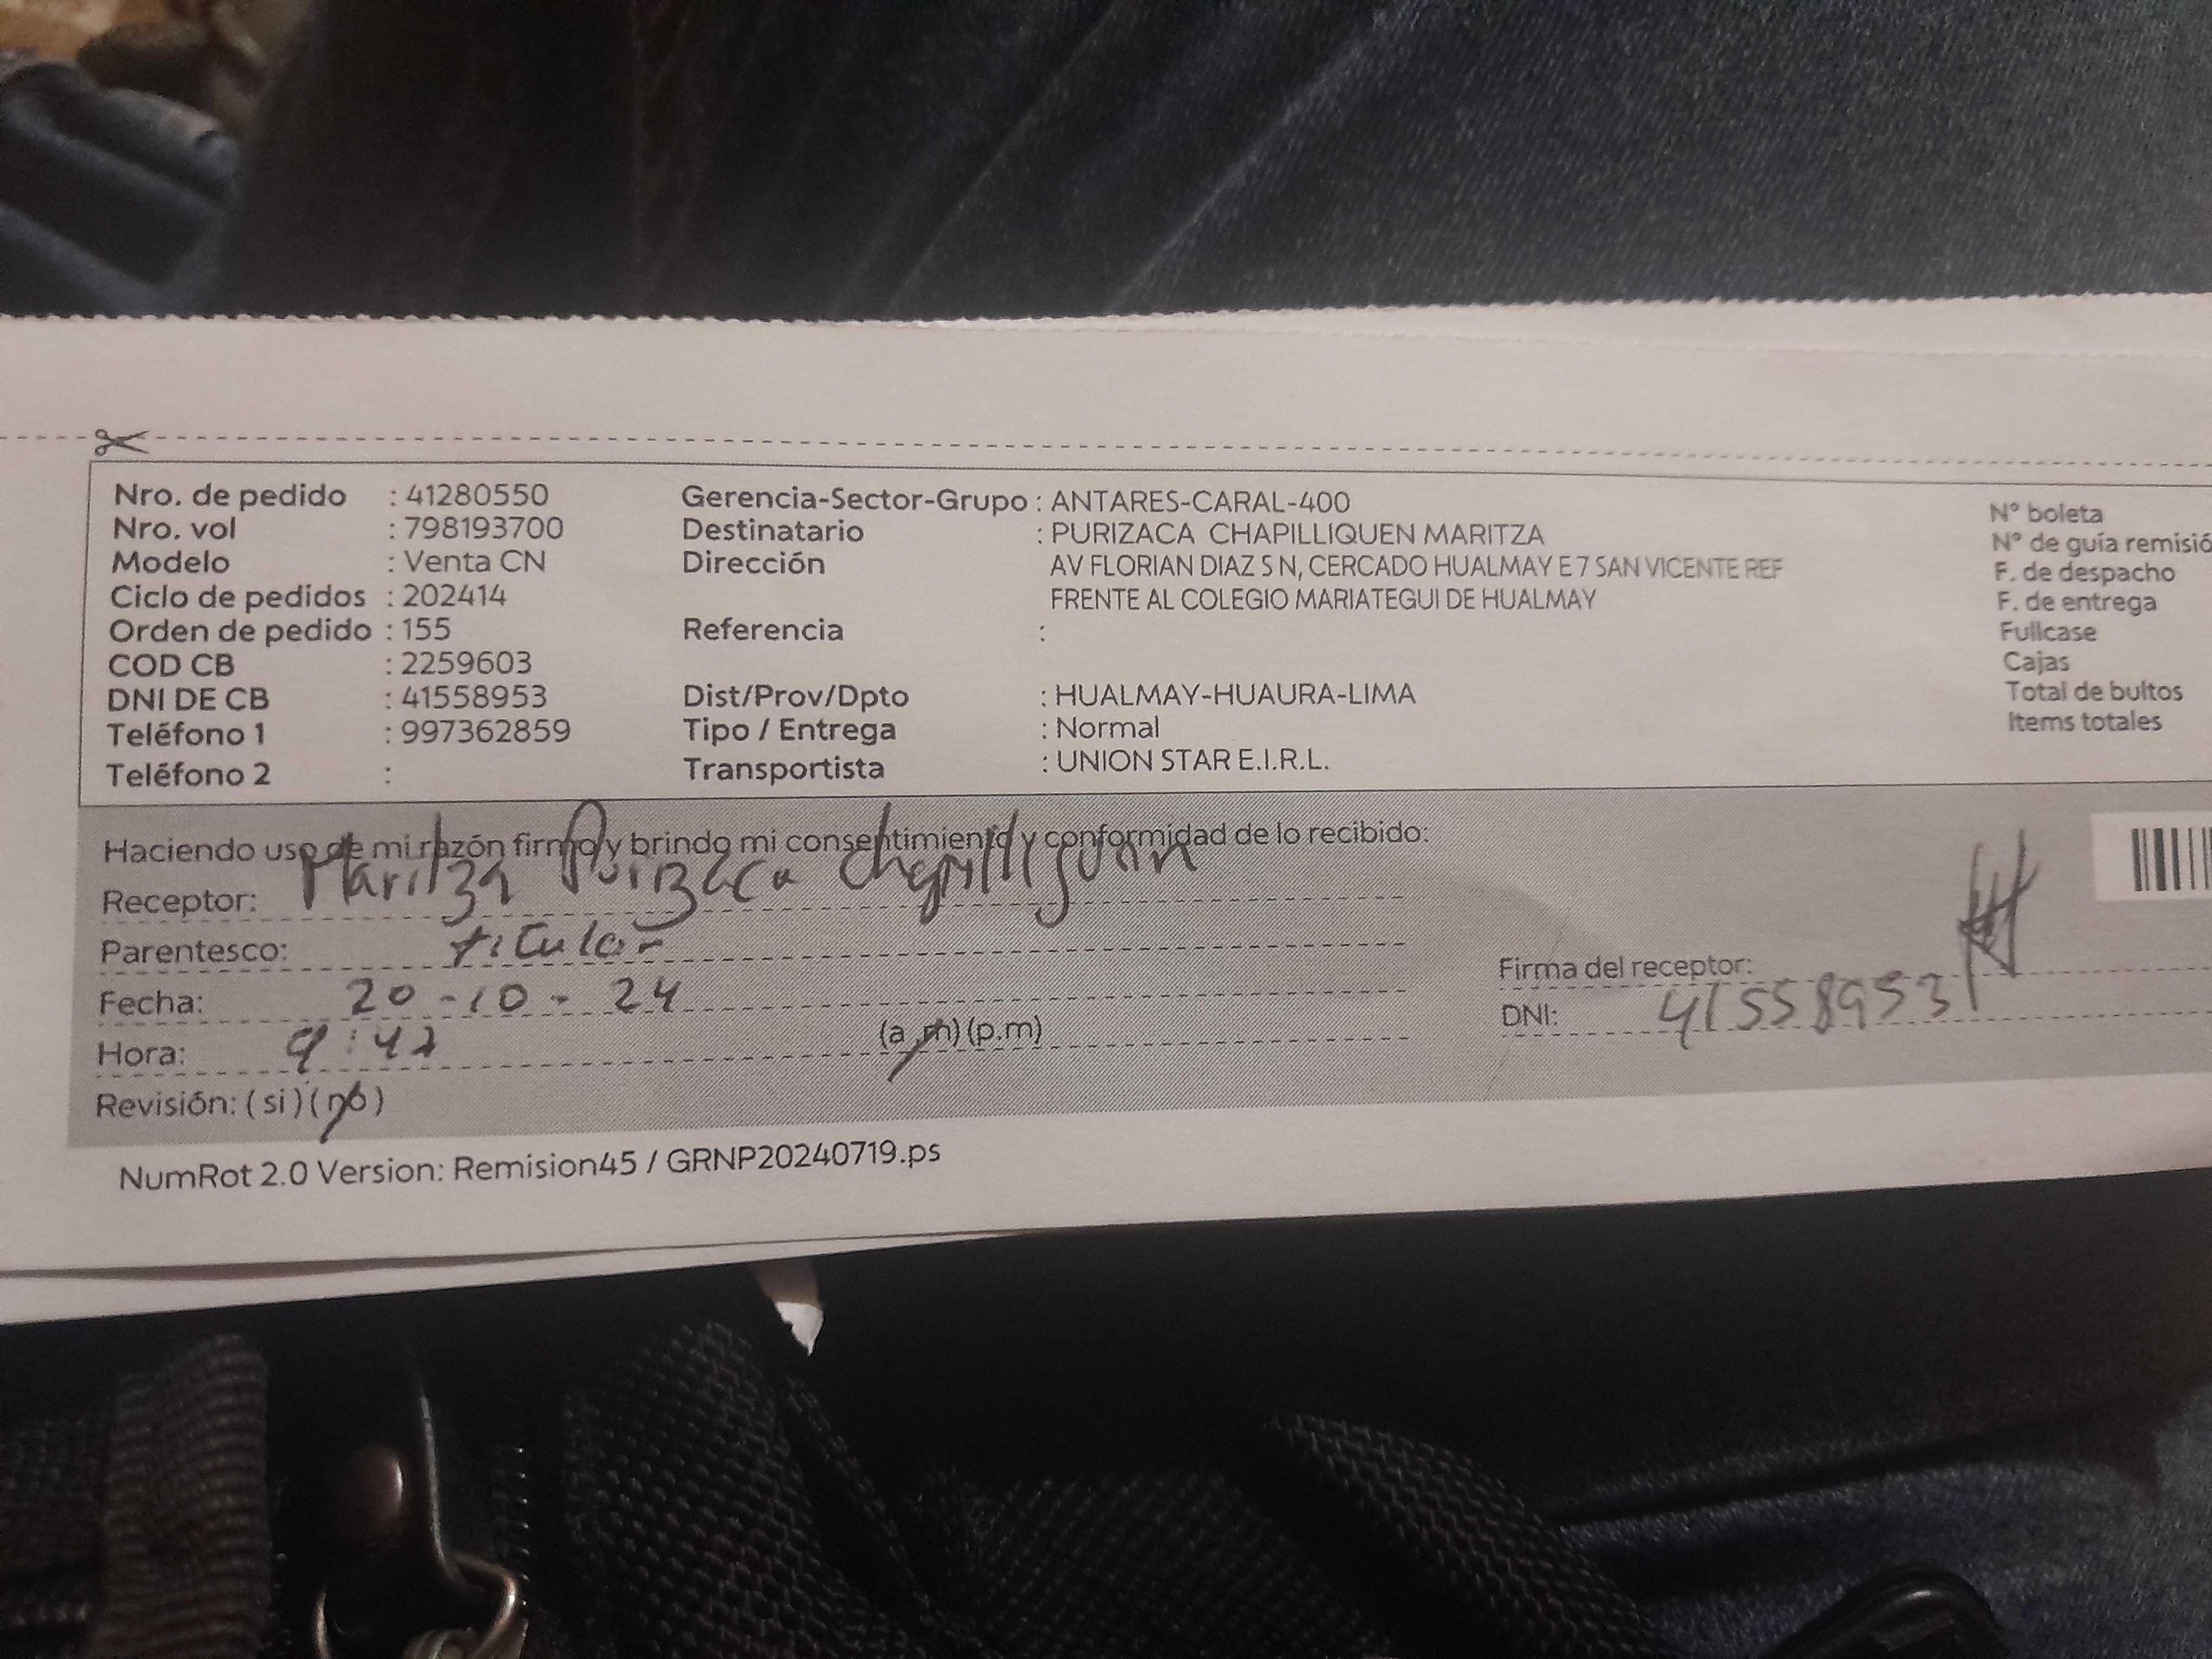 Nro. de pedido : 41280550
Nro. vol : 798193700
Modelo : Venta CN
Ciclo de pedidos : 202414
Orden de pedido : 155
COD CB : 2259603
DNI DE CB : 41558953
Teléfono 1 : 997362859
Teléfono 2 :
Gerencia-Sector-Grupo : ANTARES-CARAL-400
Destinatario : PURIZACA CHAPILLIQUEN MARITZA
Dirección AV FLORIAN DIAZ S N, CERCADO HUALMAY E 7 SAN VICENTE REF
FRENTE AL COLEGIO MARIATEGUI DE HUALMAY
Referencia :
Dist/Prov/Dpto : HUALMAY-HUAURA-LIMA
Tipo / Entrega : Normal
Transportista : UNION STAR E.I.R.L.
N° boleta
N° de guía remisió
F. de despacho
F. de entrega
Fullcase
Cajas
Total de bultos
Items totales
Haciendo uso de mi razón firmo y brindo mi consentimiento y conformidad de lo recibido:
Receptor: Maritza Purizaca
Parentesco: titular
Fecha: 20-10-24
Hora: (a.m) (p.m)
Revisión: (si) (no)
Firma del receptor:
DNI: 41558953
NumRot 2.0 Version: Remision45 / GRNP20240719.ps